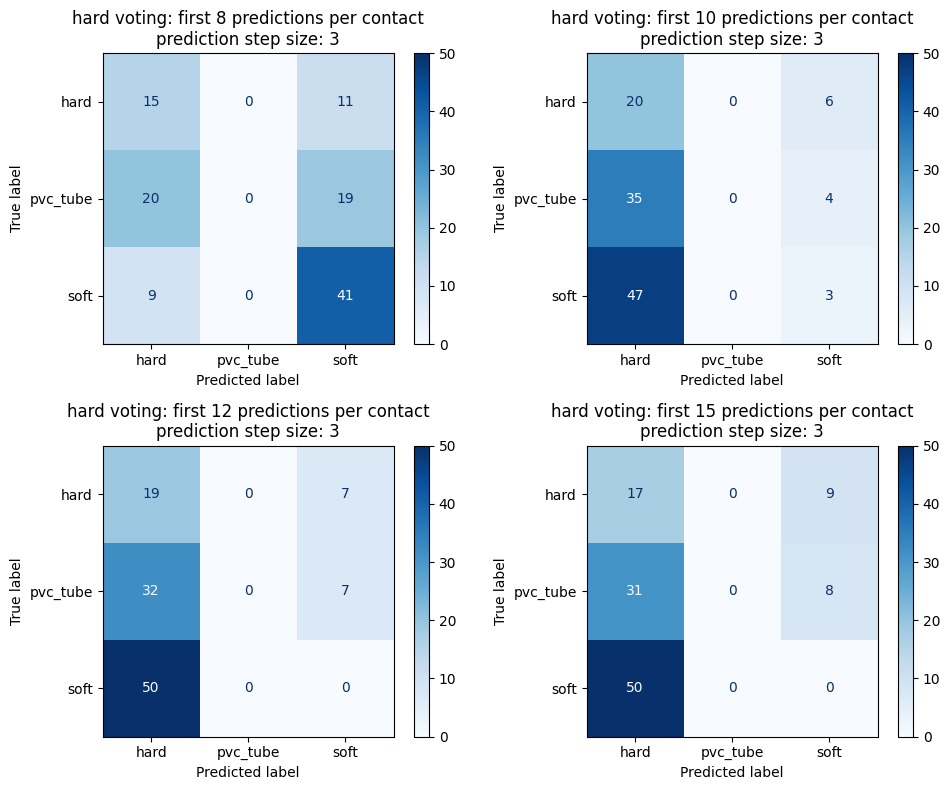 hard voting: first 8 predictions per contact
prediction step size: 3
50
40
30
20
10
0
hard
pvc_tube
soft
True label
15 0 11
20 0 19
9 0 41
hard pvc_tube soft
Predicted label
hard voting: first 10 predictions per contact
prediction step size: 3
50
40
30
20
10
0
hard
pvc_tube
soft
True label
20 0 6
35 0 4
47 0 3
hard pvc_tube soft
Predicted label
hard voting: first 12 predictions per contact
prediction step size: 3
50
40
30
20
10
0
hard
pvc_tube
soft
True label
19 0 7
32 0 7
50 0 0
hard pvc_tube soft
Predicted label
hard voting: first 15 predictions per contact
prediction step size: 3
50
40
30
20
10
0
hard
pvc_tube
soft
True label
17 0 9
31 0 8
50 0 0
hard pvc_tube soft
Predicted label